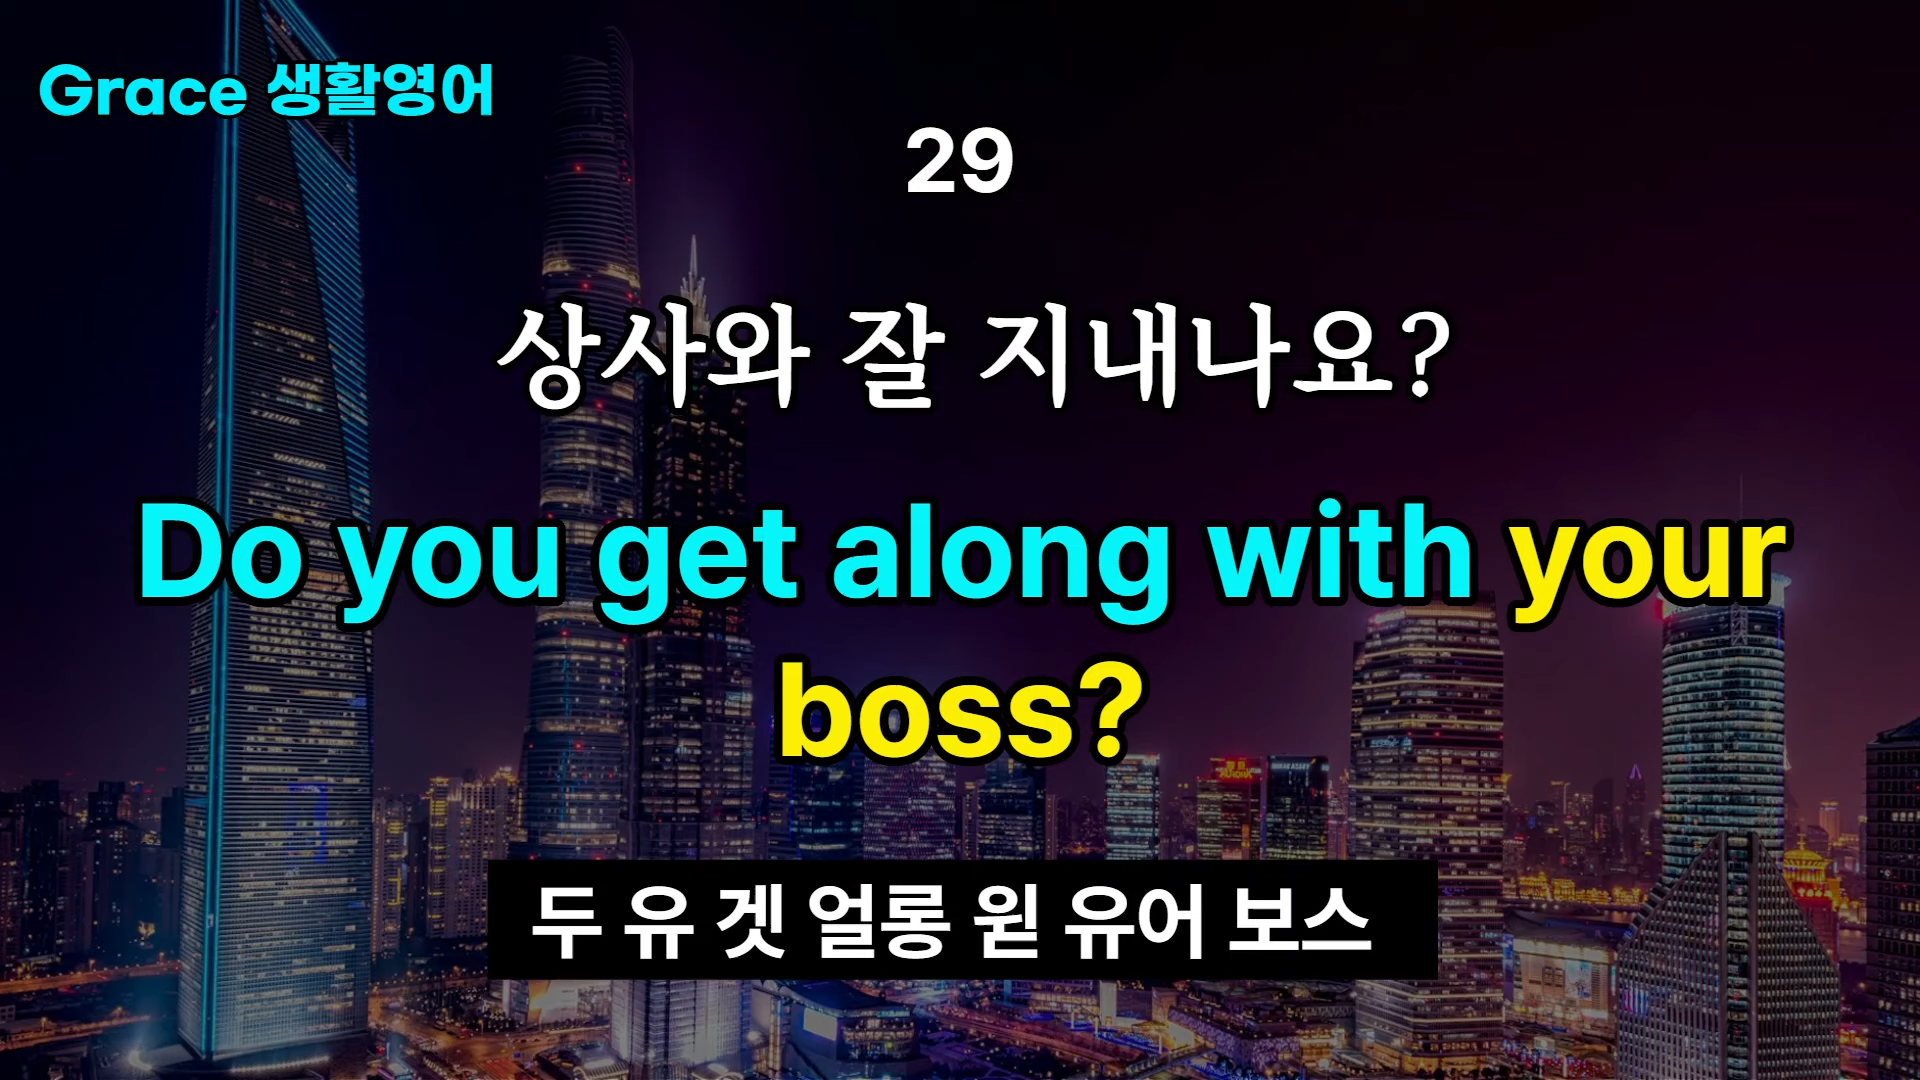 Grace 생활영어
29
상사와 잘 지내나요?
Do you get along with your
boss?
두 유 겟 얼롱 윋 유어 보스